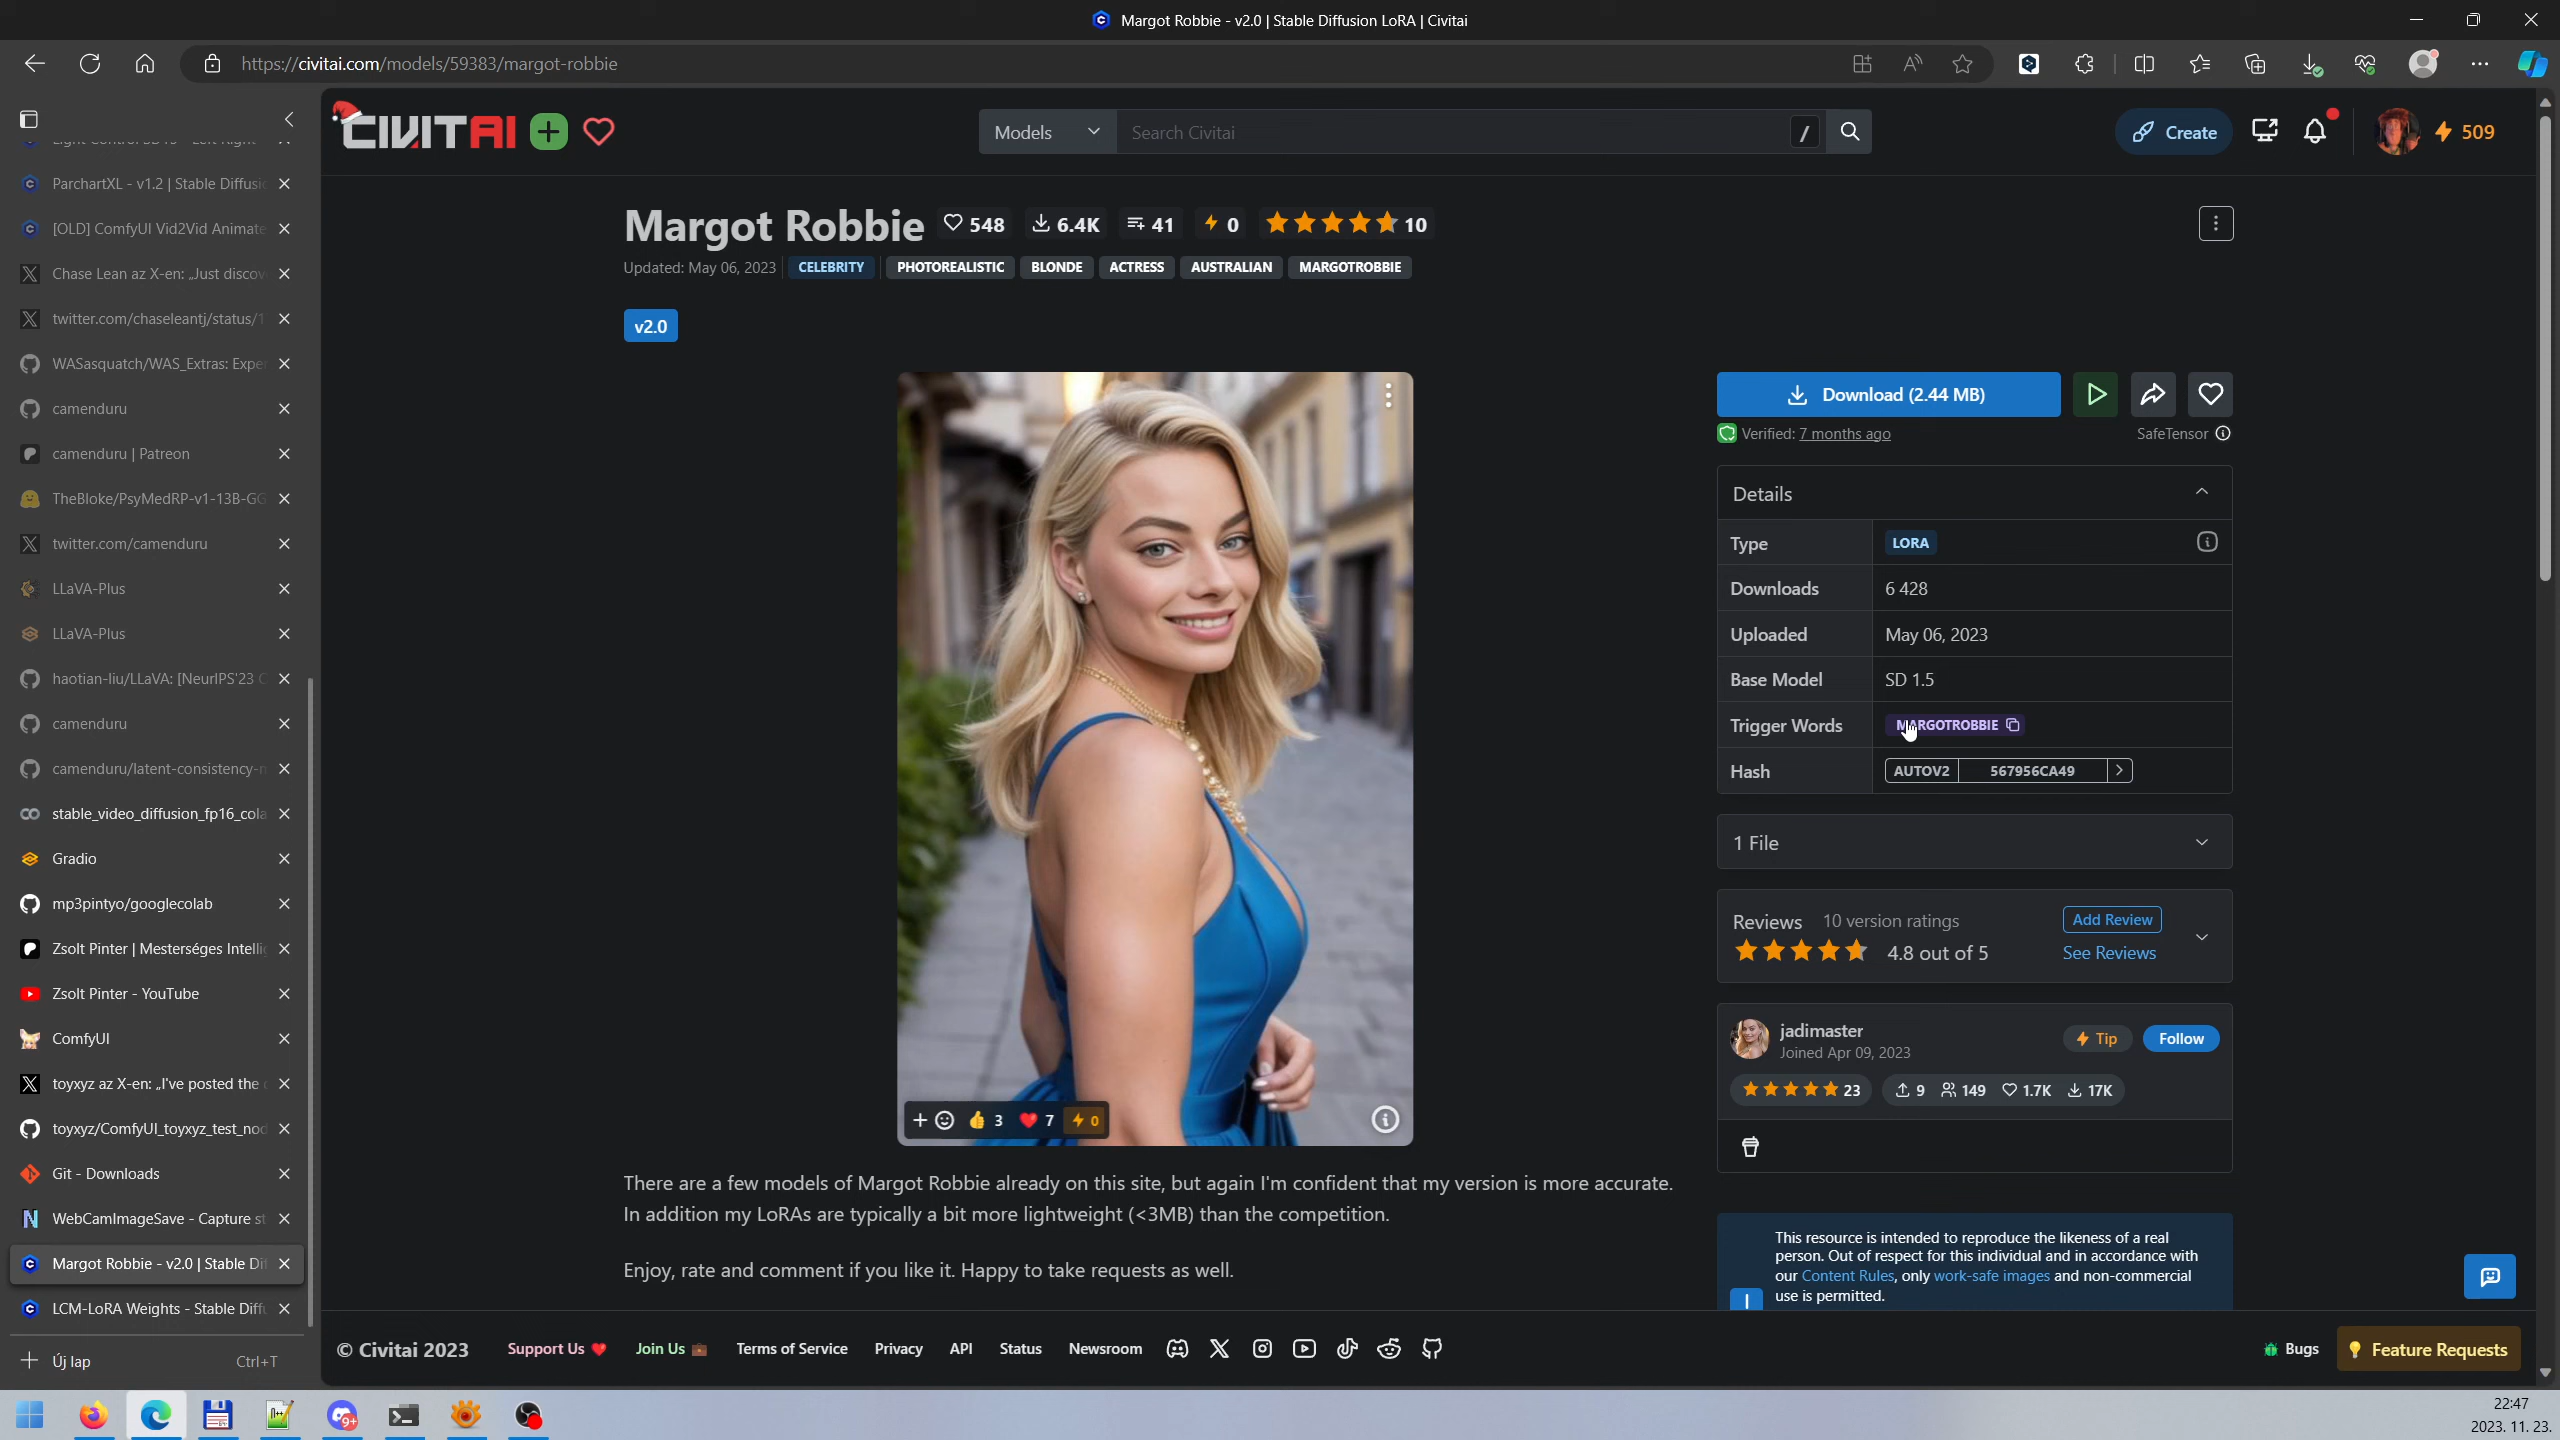 Margot Robbie - v2.0 | Stable Diffusion LoRA | Civitai
https://civitai.com/models/59383/margot-robbie
ParchartXL - v1.2 | Stable Diffusio
[OLD] ComfyUI Vid2Vid Animate
Chase Lean az X-en: „Just discov
twitter.com/chaseleantj/status/1
WASasquatch/WAS_Extras: Expe
camenduru
camenduru | Patreon
TheBloke/PsyMedRP-v1-13B-GG
twitter.com/camenduru
LLaVA-Plus
LLaVA-Plus
haotian-liu/LLaVA: [NeurIPS'23 O
camenduru
camenduru/latent-consistency-m
stable_video_diffusion_fp16_cola
Gradio
mp3pintyo/googlecolab
Zsolt Pinter | Mesterséges Intelli
Zsolt Pinter - YouTube
ComfyUI
toyxyz az X-en: „I've posted the
toyxyz/ComfyUI_toyxyz_test_nod
Git - Downloads
WebCamImageSave - Capture st
Margot Robbie - v2.0 | Stable Dif
LCM-LoRA Weights - Stable Diffu
Új lap Ctrl+T
CIVITAI
Models
Search Civitai
/
Create
509
Margot Robbie 548 6.4K 41 0 10
Updated: May 06, 2023 CELEBRITY PHOTOREALISTIC BLONDE ACTRESS AUSTRALIAN MARGOTROBBIE
v2.0
3 7 0
There are a few models of Margot Robbie already on this site, but again I'm confident that my version is more accurate.
In addition my LoRAs are typically a bit more lightweight (<3MB) than the competition.
Enjoy, rate and comment if you like it. Happy to take requests as well.
Download (2.44 MB)
Verified: 7 months ago SafeTensor
Details
Type LORA
Downloads 6 428
Uploaded May 06, 2023
Base Model SD 1.5
Trigger Words MARGOTROBBIE
Hash AUTOV2 567956CA49
1 File
Reviews 10 version ratings Add Review
4.8 out of 5 See Reviews
jadimaster
Joined Apr 09, 2023
Tip Follow
23 9 149 1.7K 17K
This resource is intended to reproduce the likeness of a real
person. Out of respect for this individual and in accordance with
our Content Rules, only work-safe images and non-commercial
use is permitted.
© Civitai 2023 Support Us Join Us Terms of Service Privacy API Status Newsroom Bugs Feature Requests
9+
22:47
2023. 11. 23.